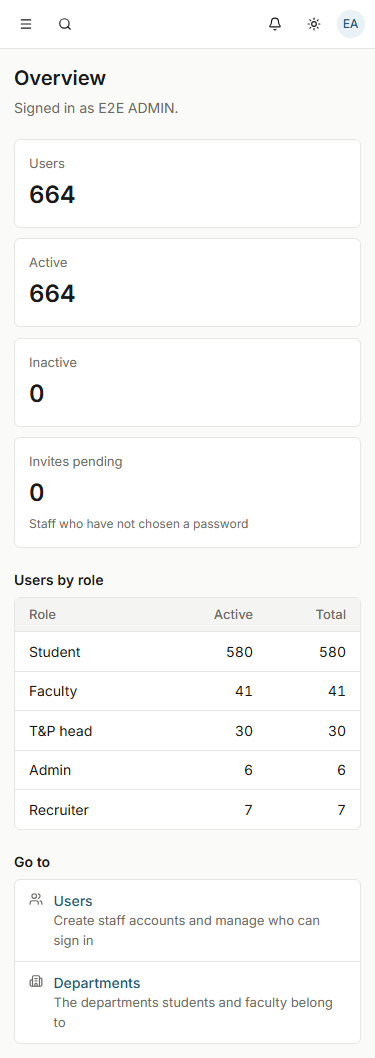 EA
Overview
Signed in as E2E ADMIN.
Users
664
Active
664
Inactive
0
Invites pending
0
Staff who have not chosen a password
Users by role
Role Active Total
Student 580 580
Faculty 41 41
T&P head 30 30
Admin 6 6
Recruiter 7 7
Go to
Users
Create staff accounts and manage who can
sign in
Departments
The departments students and faculty belong
to